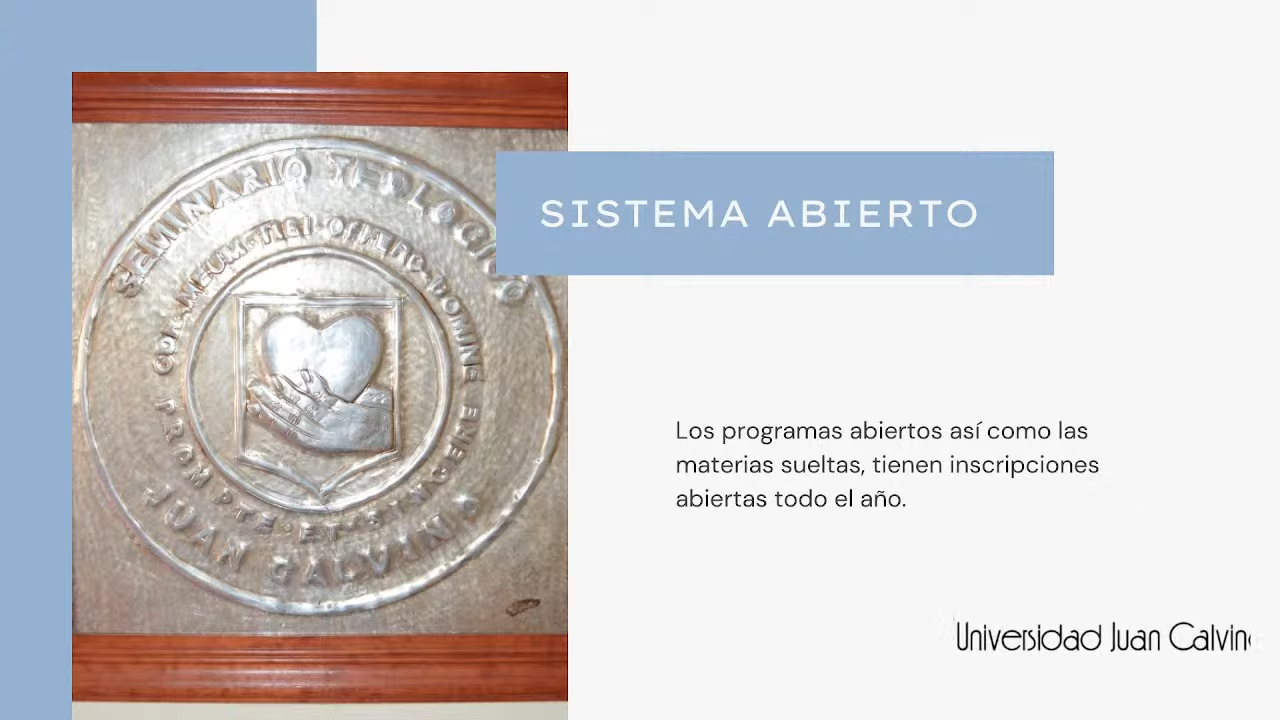 SEMINARIO TEOLOGICO
COR·MEUM·TIBI·OFFERO·DOMINE
PROMPTE·ET·SINCERE
JUAN CALVINO
SISTEMA ABIERTO
Los programas abiertos así como las
materias sueltas, tienen inscripciones
abiertas todo el año.
Universidad Juan Calvino